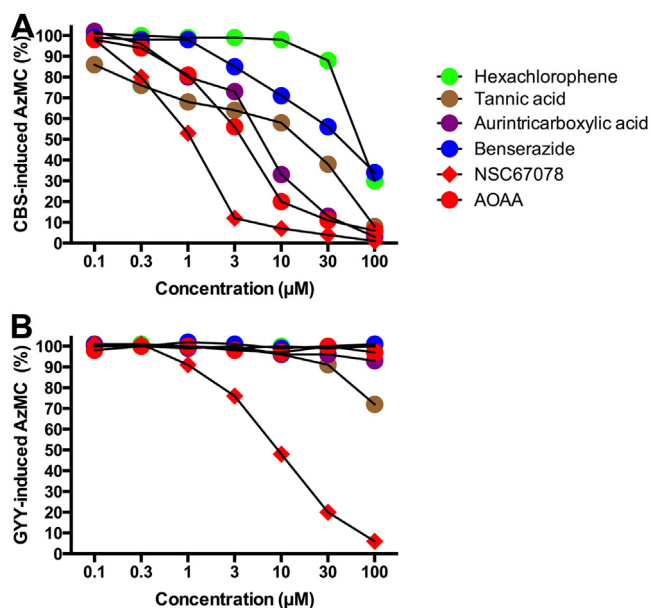 A
CBS-induced AzMC (%)
100
90
80
70
60
50
40
30
20
10
0
0.1 0.3 1 3 10 30 100
Concentration (µM)
Hexachlorophene
Tannic acid
Aurintricarboxylic acid
Benserazide
NSC67078
AOAA
B
GYY-induced AzMC (%)
100
90
80
70
60
50
40
30
20
10
0
0.1 0.3 1 3 10 30 100
Concentration (µM)